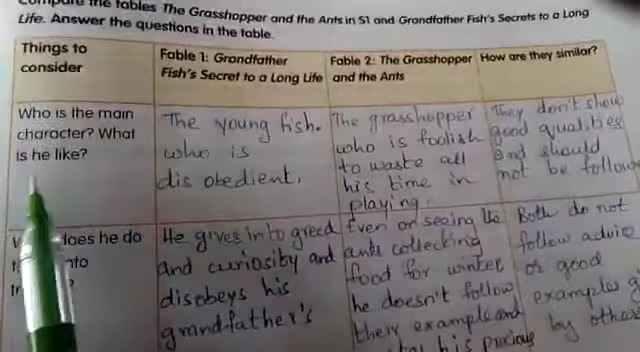 Compare the fables The Grasshopper and the Ants in S1 and Grandfather Fish's Secrets to a Long
Life. Answer the questions in the table.
Things to
consider
Fable 1: Grandfather
Fish's Secret to a Long Life
Fable 2: The Grasshopper
and the Ants
How are they similar?
Who is the main
character? What
is he like?
The young fish.
who is
dis obedient.
The grasshopper
who is foolish
to waste all
his time in
playing.
They don't show
good qualities
and should
not be follow
does he do
He gives into greed
and curiosity and
disobeys his
grandfather's
Even on seeing the
ants collecting
food for winter
he doesn't follow
their example and
his precious
Both do not
follow advice
or good
examples
by other